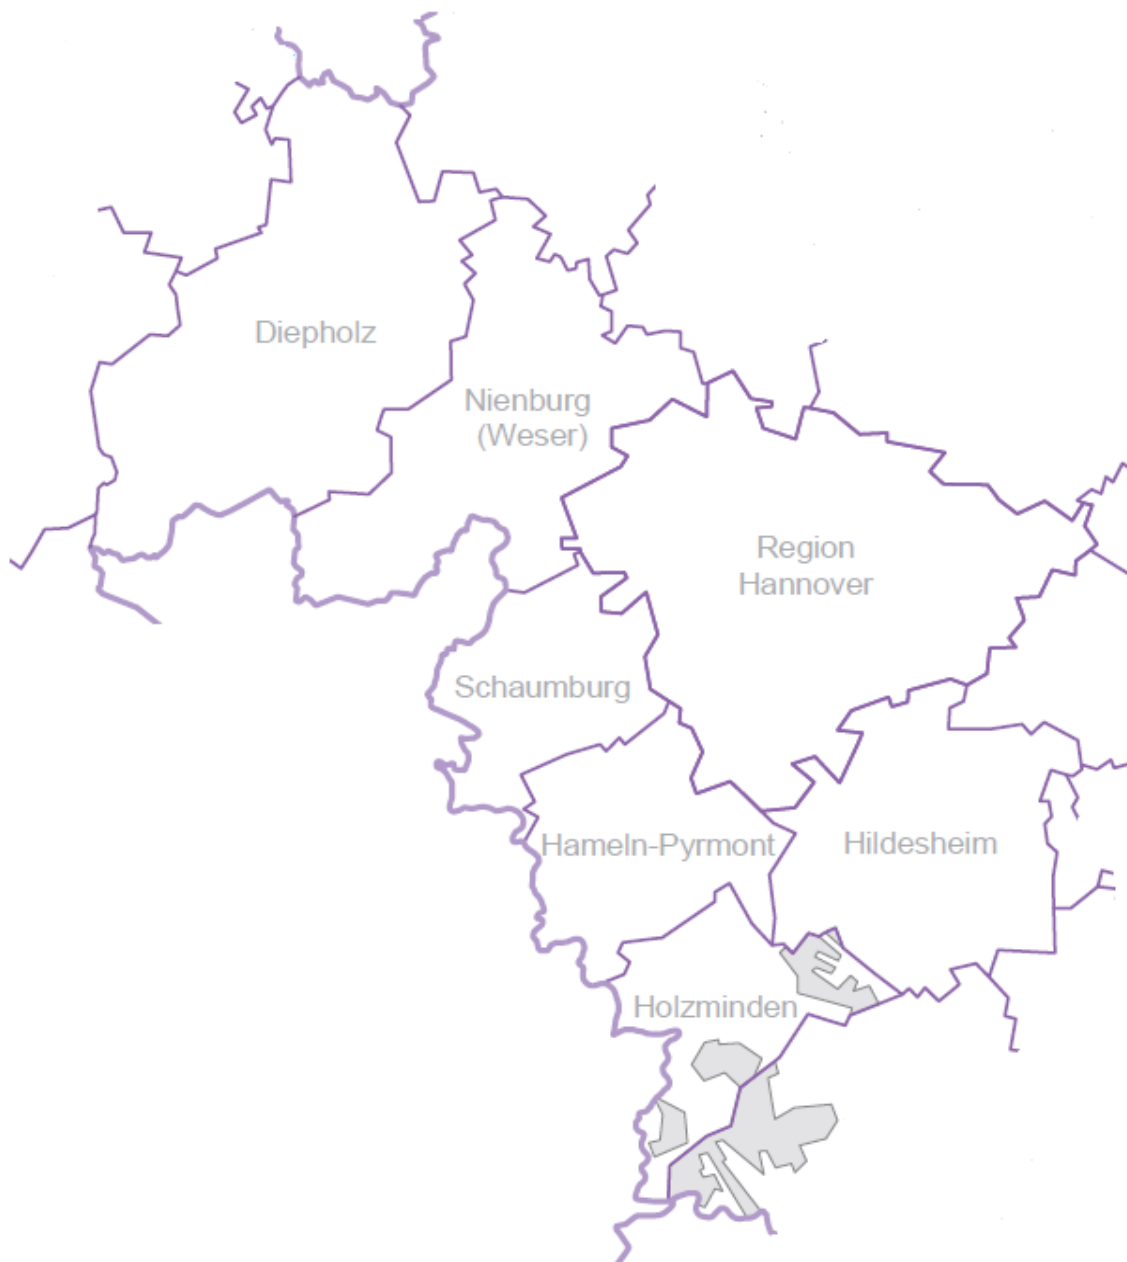 Diepholz
Nienburg
(Weser)
Region
Hannover
Schaumburg
Hameln-Pyrmont
Hildesheim
Holzminden